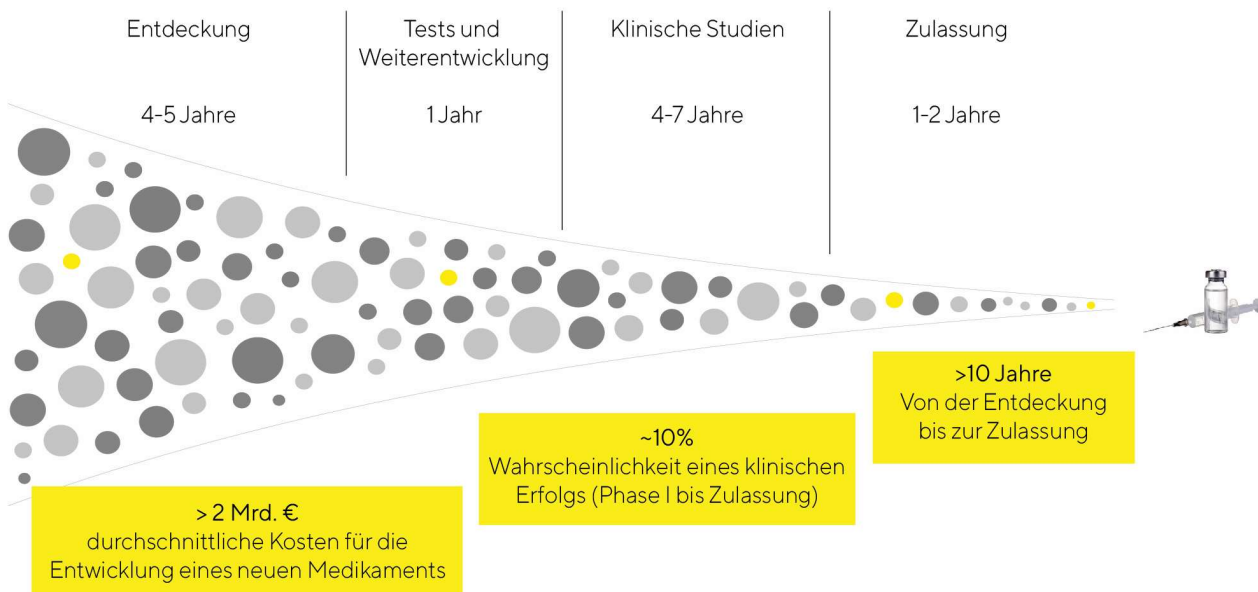 Entdeckung
4-5 Jahre
Tests und
Weiterentwicklung
1 Jahr
Klinische Studien
4-7 Jahre
Zulassung
1-2 Jahre
> 2 Mrd. €
durchschnittliche Kosten für die
Entwicklung eines neuen Medikaments
~10%
Wahrscheinlichkeit eines klinischen
Erfolgs (Phase I bis Zulassung)
>10 Jahre
Von der Entdeckung
bis zur Zulassung